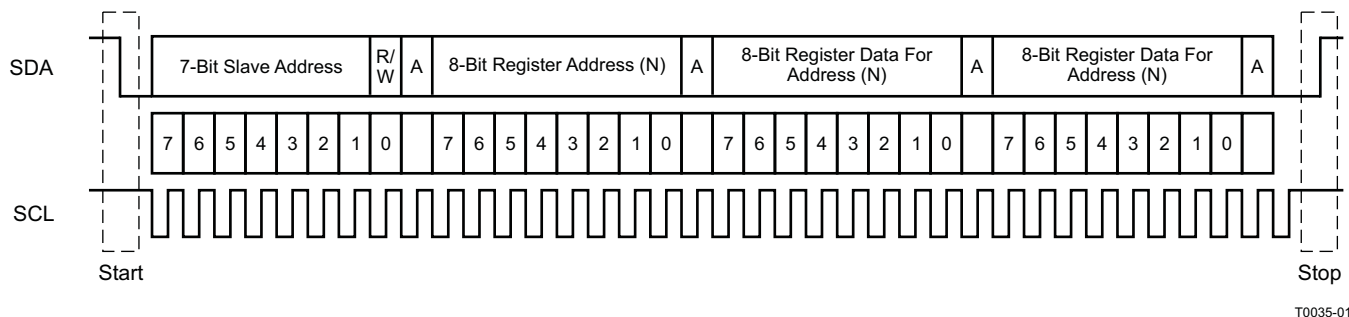 SDA
7-Bit Slave Address
R/
W
A
8-Bit Register Address (N)
A
8-Bit Register Data For
Address (N)
A
8-Bit Register Data For
Address (N)
A
7 6 5 4 3 2 1 0 7 6 5 4 3 2 1 0 7 6 5 4 3 2 1 0 7 6 5 4 3 2 1 0
SCL
Start
Stop
T0035-01